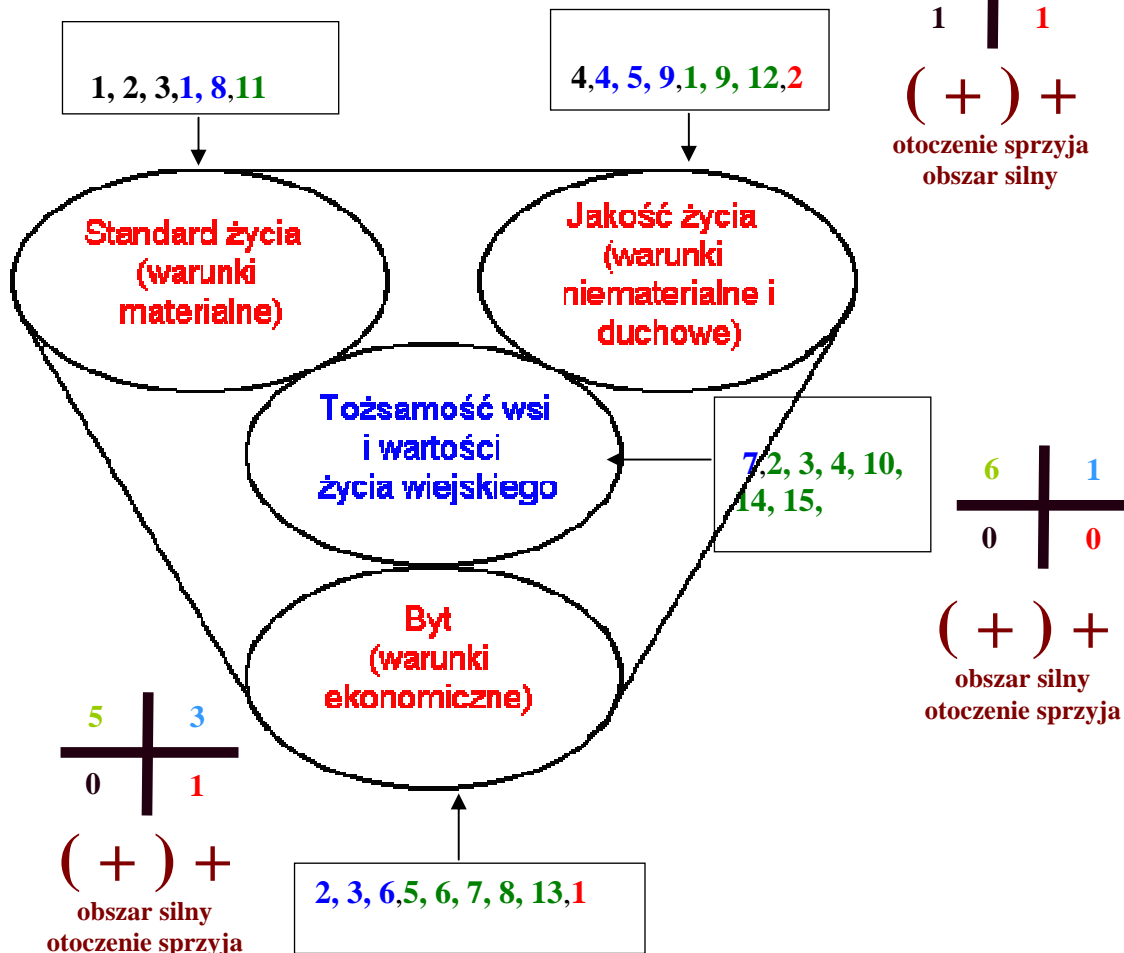 1 1
1, 2, 3,1, 8,11
4,4, 5, 9,1, 9, 12,2
( + ) +
otoczenie sprzyja
obszar silny
Standard życia
(warunki
materialne)
Jakość życia
(warunki
niematerialne i
duchowe)
Tożsamość wsi
i wartości
życia wiejskiego
7,2, 3, 4, 10,
14, 15,
6 1
0 0
( + ) +
obszar silny
otoczenie sprzyja
Byt
(warunki
ekonomiczne)
5 3
0 1
( + ) +
obszar silny
otoczenie sprzyja
2, 3, 6,5, 6, 7, 8, 13,1